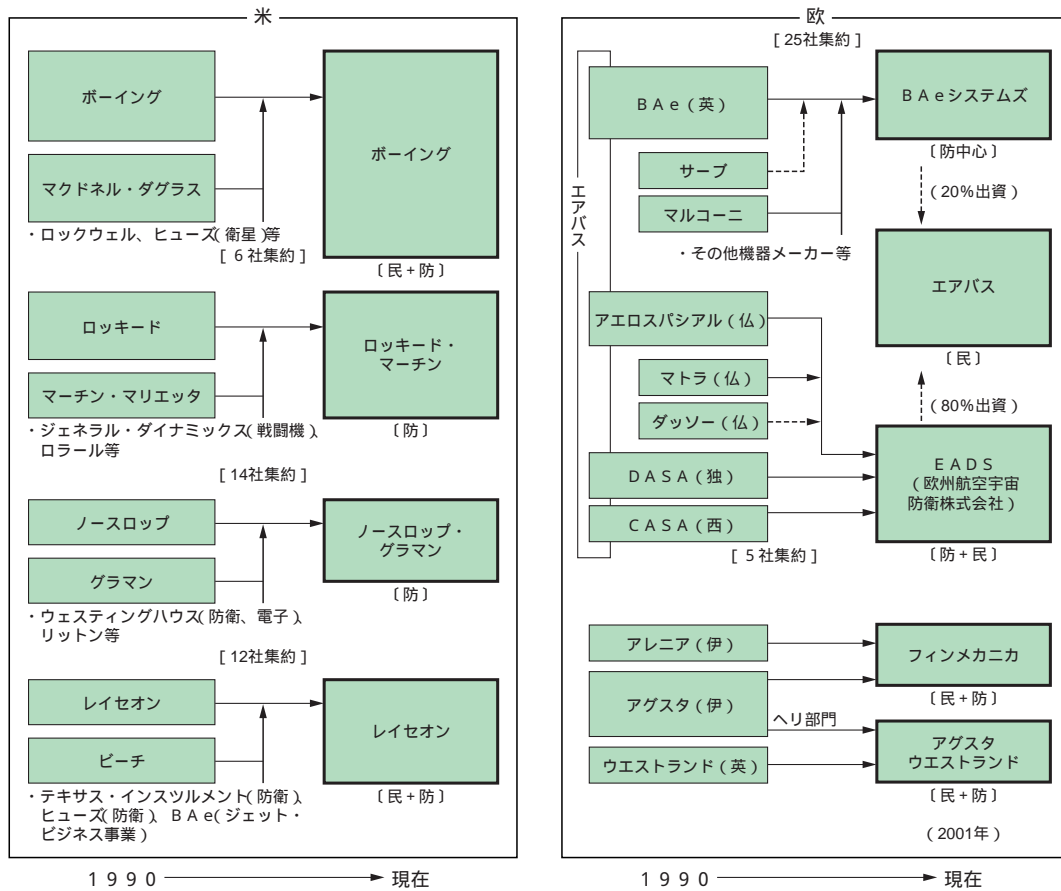 米
ボーイング
マクドネル・ダグラス
・ロックウェル、ヒューズ(衛星)等
[ 6社集約 ]
ボーイング
〔民+防〕
ロッキード
マーチン・マリエッタ
・ジェネラル・ダイナミックス(戦闘機)、
ロラール等
[ 14社集約 ]
ロッキード・
マーチン
〔防〕
ノースロップ
グラマン
・ウェスティングハウス(防衛、電子)、
リットン等
[ 12社集約 ]
ノースロップ・
グラマン
〔防〕
レイセオン
ビーチ
・テキサス・インスツルメント(防衛)、
ヒューズ(防衛)、BAe(ジェット・
ビジネス事業)
レイセオン
〔民+防〕
1990
現在
欧
[ 25社集約 ]
エアバス
BAe(英)
サーブ
マルコーニ
・その他機器メーカー等
BAeシステムズ
〔防中心〕
(20%出資)
エアバス
〔民〕
(80%出資)
アエロスパシアル(仏)
マトラ(仏)
ダッソー(仏)
DASA(独)
CASA(西)
[ 5社集約 ]
EADS
(欧州航空宇宙
防衛株式会社)
〔防+民〕
アレニア(伊)
アグスタ(伊)
ヘリ部門
ウエストランド(英)
フィンメカニカ
〔民+防〕
アグスタ
ウエストランド
〔民+防〕
(2001年)
1990
現在